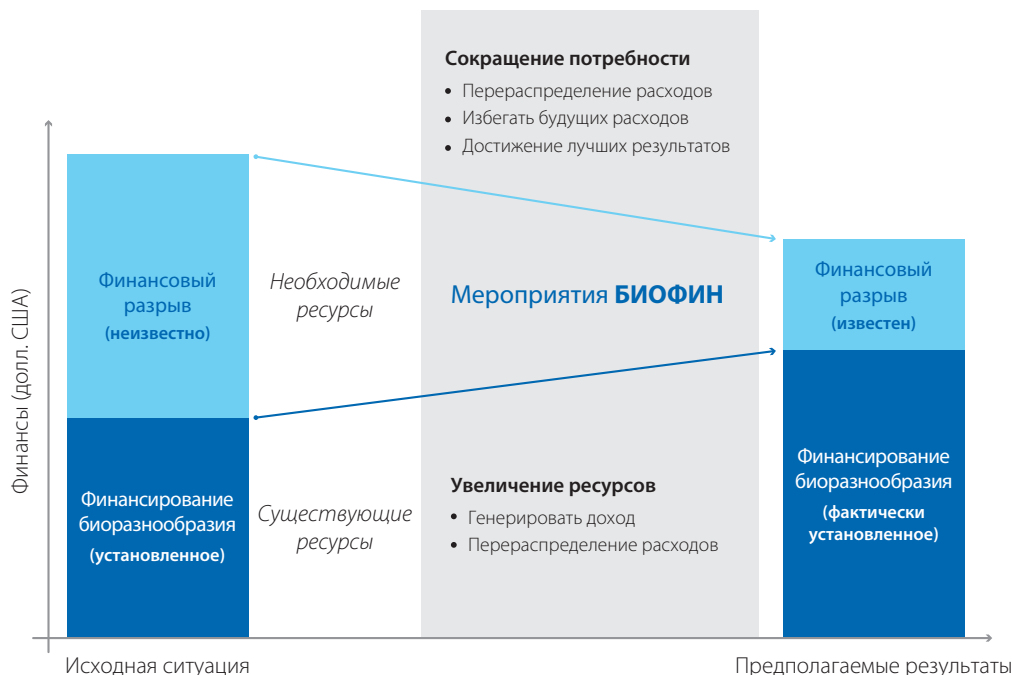 Сокращение потребности
• Перераспределение расходов
• Избегать будущих расходов
• Достижение лучших результатов
Финансы (долл. США)
Финансовый
разрыв
(неизвестно)
Необходимые
ресурсы
Мероприятия БИОФИН
Финансовый
разрыв
(известен)
Финансирование
биоразнообразия
(установленное)
Существующие
ресурсы
Увеличение ресурсов
• Генерировать доход
• Перераспределение расходов
Финансирование
биоразнообразия
(фактически
установленное)
Исходная ситуация
Предполагаемые результаты